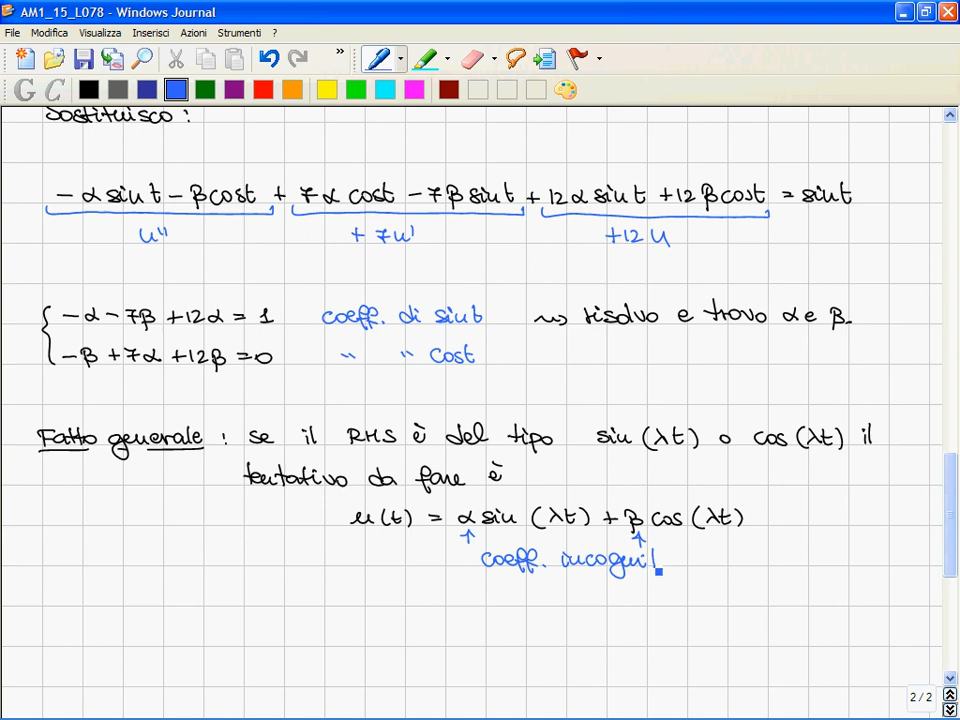 AM1_15_L078 - Windows Journal
File Modifica Visualizza Inserisci Azioni Strumenti ?
G C
Sostituisco :
- α sin t - β cos t + 7α cos t - 7β sin t + 12α sin t + 12β cos t = sin t
u'' + 7u' + 12 u
- α - 7β + 12α = 1 coeff. di sin t ⇝ risolvo e trovo α e β.
- β + 7α + 12β = 0 " " cos t
Fatto generale : se il RHS è del tipo sin (λt) o cos (λt) il
tentativo da fare è
u(t) = α sin (λt) + β cos (λt)
↑ ↑
coeff. incogniti
2 / 2